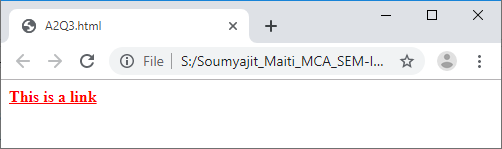 A2Q3.html
File
S:/Soumyajit_Maiti_MCA_SEM-I...
This is a link